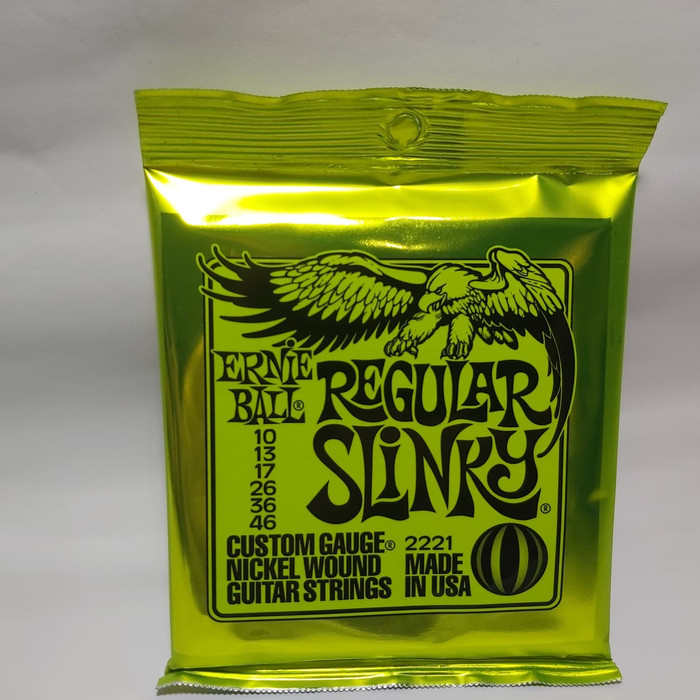 ERNiE
BALL®
REGULAR
SLiNKY®
10
13
17
26
36
46
CUSTOM GAUGE®
NICKEL WOUND
GUITAR STRINGS
2221
MADE
IN USA